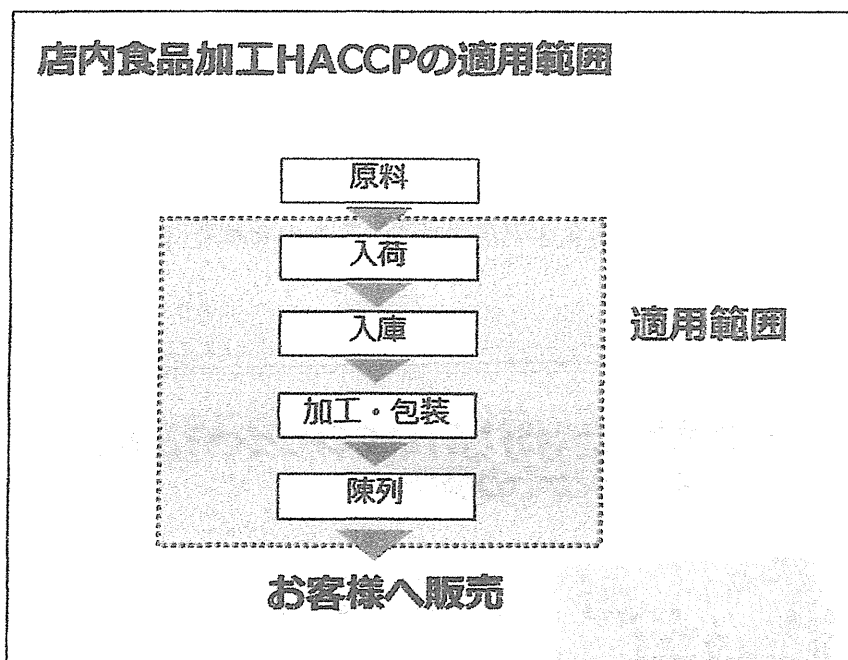 店内食品加工HACCPの適用範囲
原料
入荷
入庫
適用範囲
加工・包装
陳列
お客様へ販売